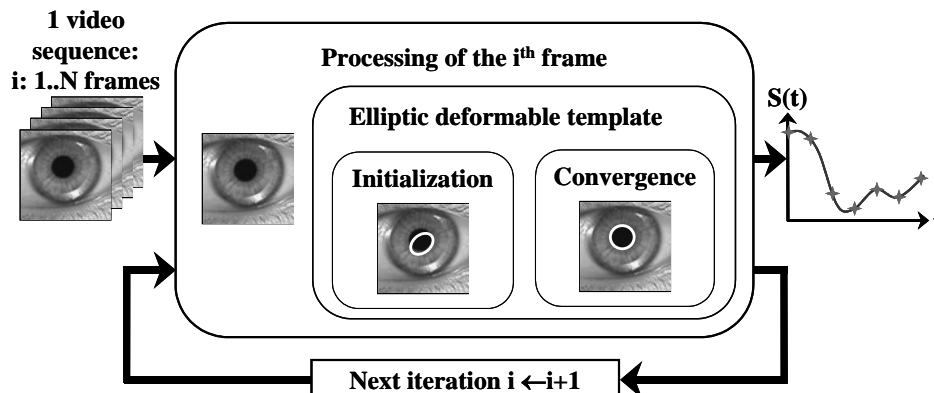 1 video
sequence:
i: 1..N frames
Processing of the ith frame
Elliptic deformable template
Initialization
Convergence
S(t)
Next iteration i ←i+1